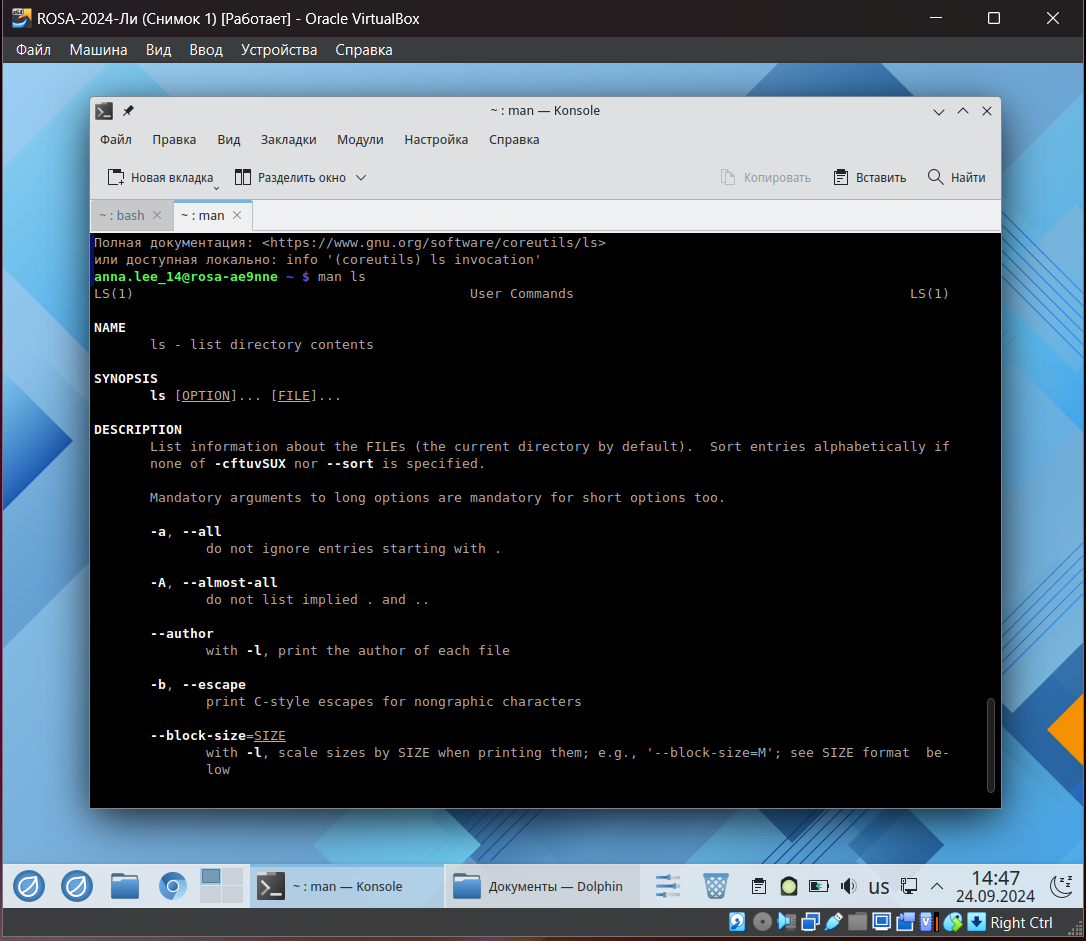 ROSA-2024-Ли (Снимок 1) [Работает] - Oracle VirtualBox
Файл Машина Вид Ввод Устройства Справка
~ : man — Konsole
Файл Правка Вид Закладки Модули Настройка Справка
Новая вкладка Разделить окно Копировать Вставить Найти
~ : bash ~ : man
Полная документация: <https://www.gnu.org/software/coreutils/ls>
или доступная локально: info '(coreutils) ls invocation'
anna.lee_14@rosa-ae9nne ~ $ man ls
LS(1) User Commands LS(1)
NAME
ls - list directory contents
SYNOPSIS
ls [OPTION]... [FILE]...
DESCRIPTION
List information about the FILEs (the current directory by default). Sort entries alphabetically if
none of -cftuvSUX nor --sort is specified.
Mandatory arguments to long options are mandatory for short options too.
-a, --all
do not ignore entries starting with .
-A, --almost-all
do not list implied . and ..
--author
with -l, print the author of each file
-b, --escape
print C-style escapes for nongraphic characters
--block-size=SIZE
with -l, scale sizes by SIZE when printing them; e.g., '--block-size=M'; see SIZE format be-
low
~ : man — Konsole Документы — Dolphin us 14:47
24.09.2024
Right Ctrl